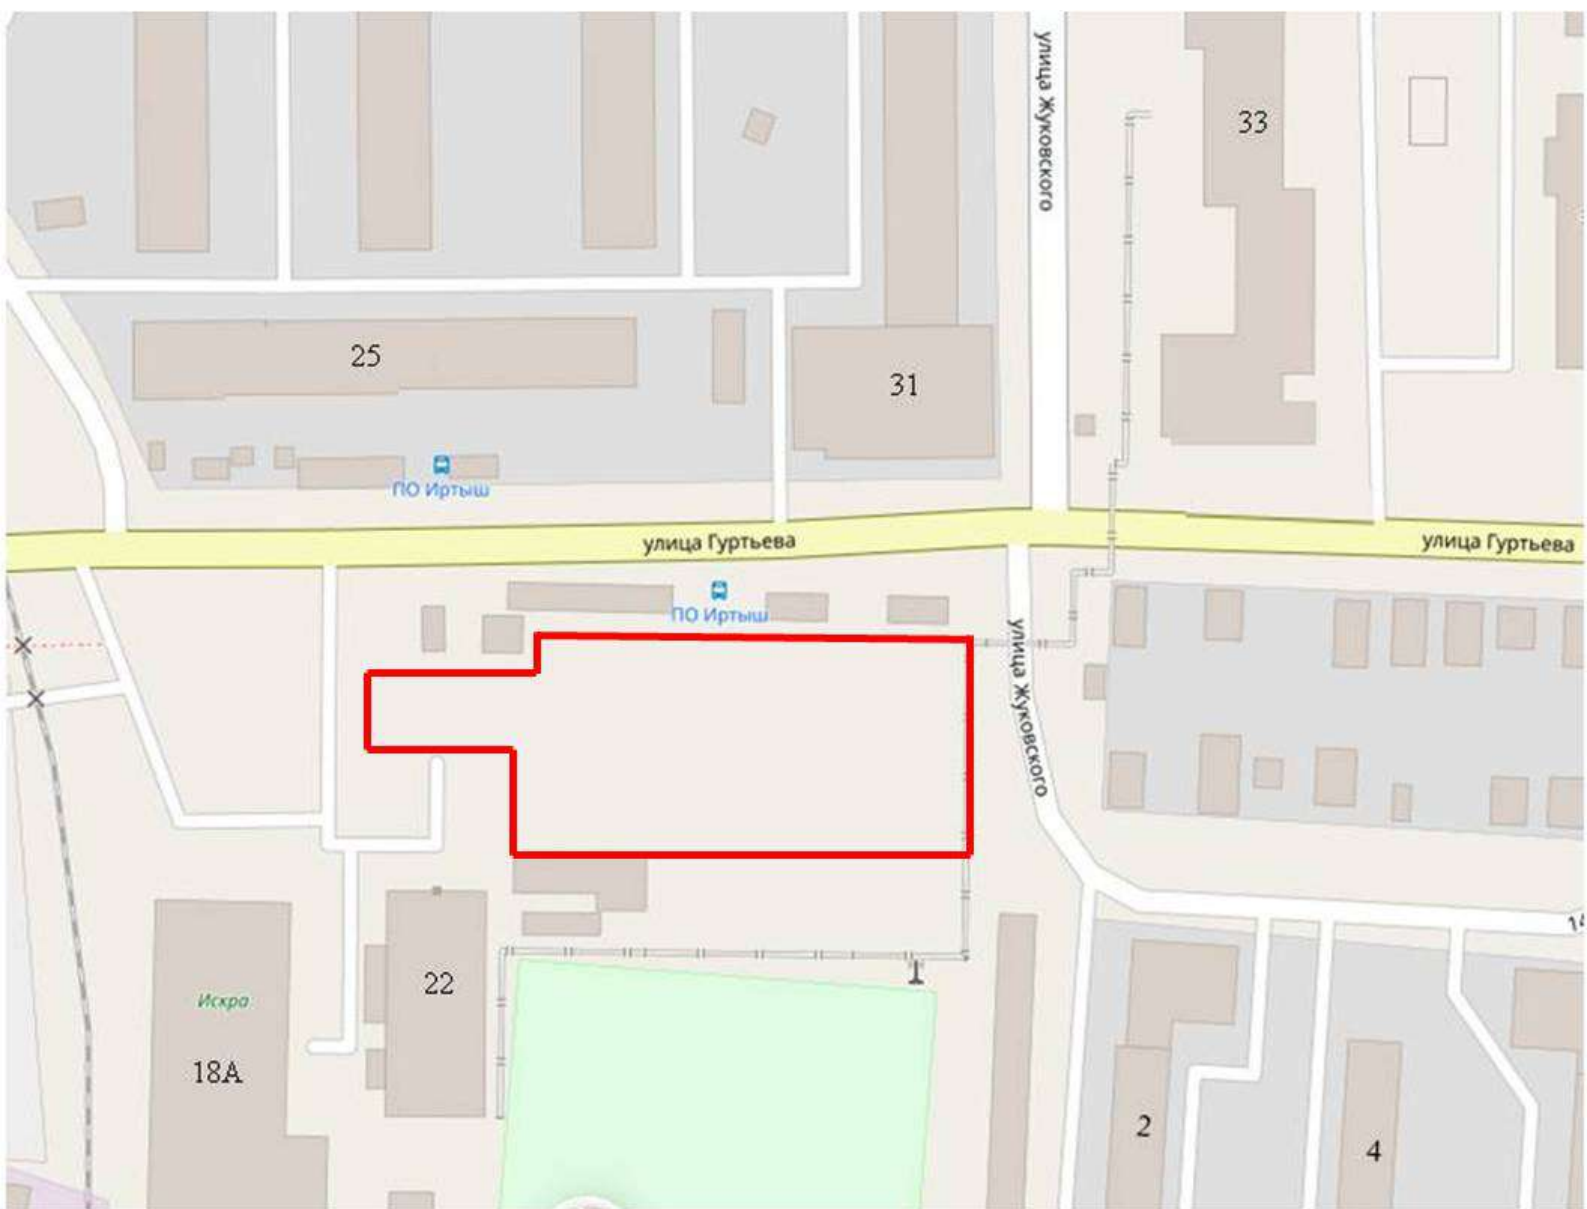 улица Жуковского
33
25
31
ПО Иртыш
улица Гуртьева
улица Гуртьева
ПО Иртыш
улица Жуковского
14
22
Искра
18А
2
4